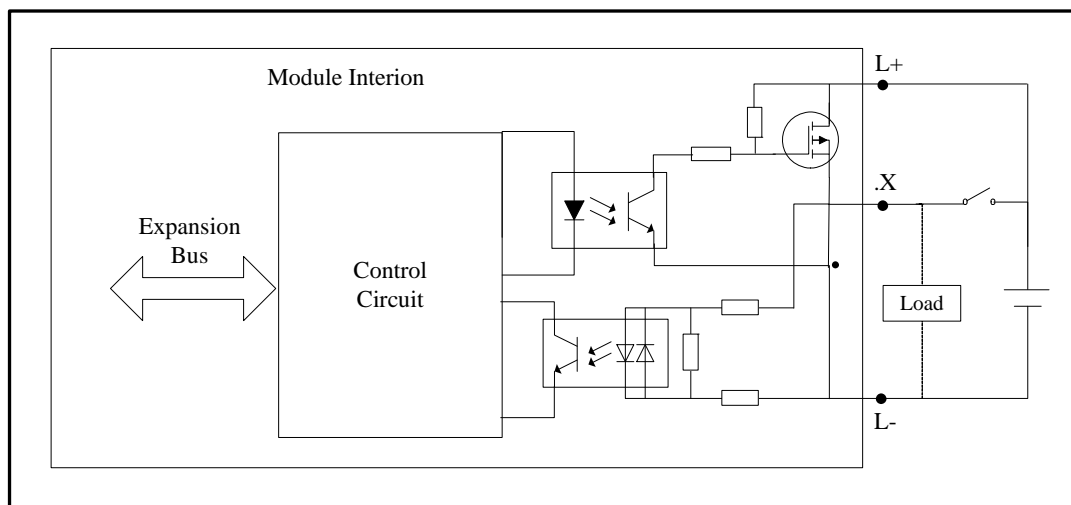 Module Interion
L+
.X
Expansion
Bus
Control
Circuit
Load
L-